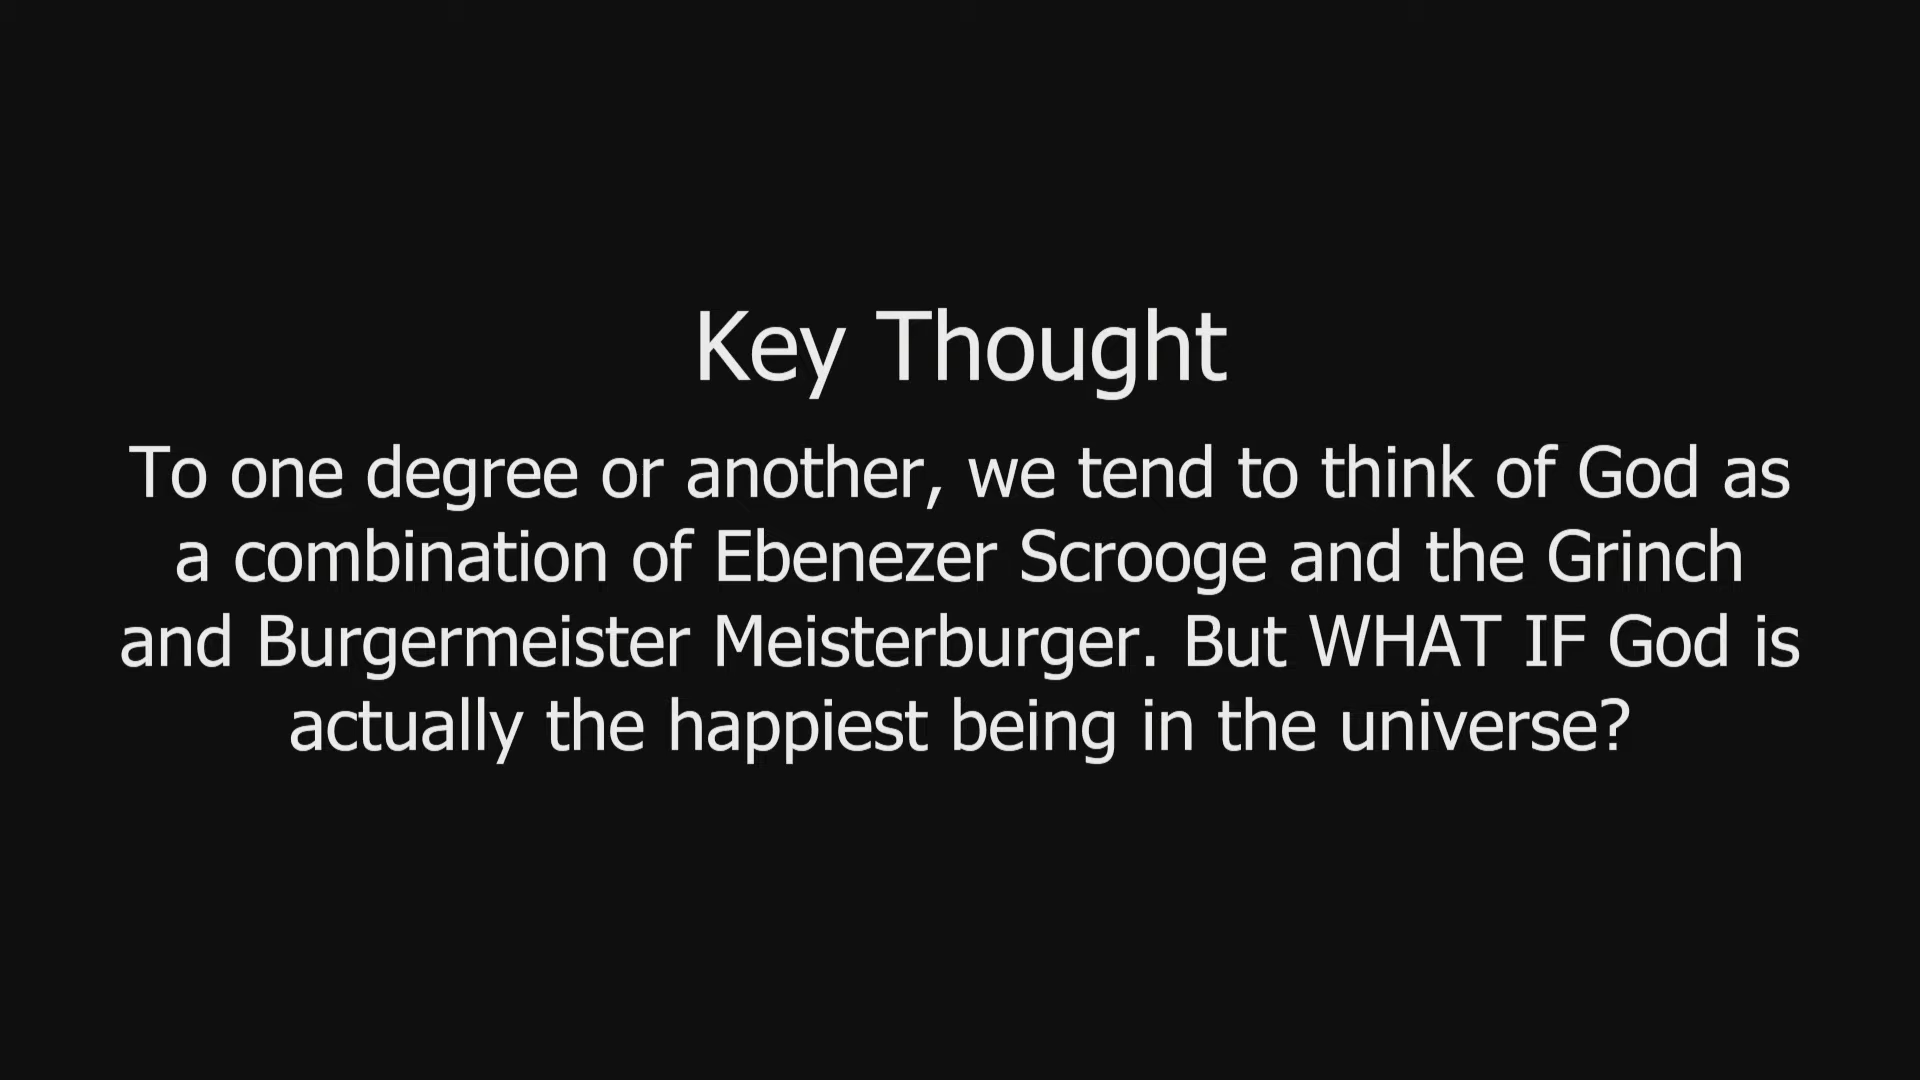 Key Thought
To one degree or another, we tend to think of God as
a combination of Ebenezer Scrooge and the Grinch
and Burgermeister Meisterburger. But WHAT IF God is
actually the happiest being in the universe?